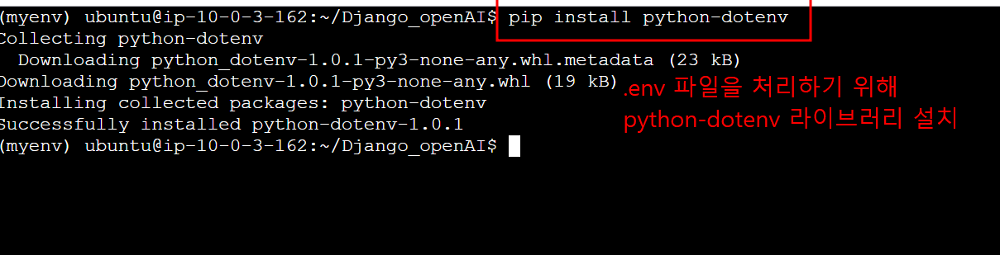 (myenv) ubuntu@ip-10-0-3-162:~/Django_openAI$ pip install python-dotenv
Collecting python-dotenv
  Downloading python_dotenv-1.0.1-py3-none-any.whl.metadata (23 kB)
Downloading python_dotenv-1.0.1-py3-none-any.whl (19 kB)
.env 파일을 처리하기 위해
Installing collected packages: python-dotenv
python-dotenv 라이브러리 설치
Successfully installed python-dotenv-1.0.1
(myenv) ubuntu@ip-10-0-3-162:~/Django_openAI$